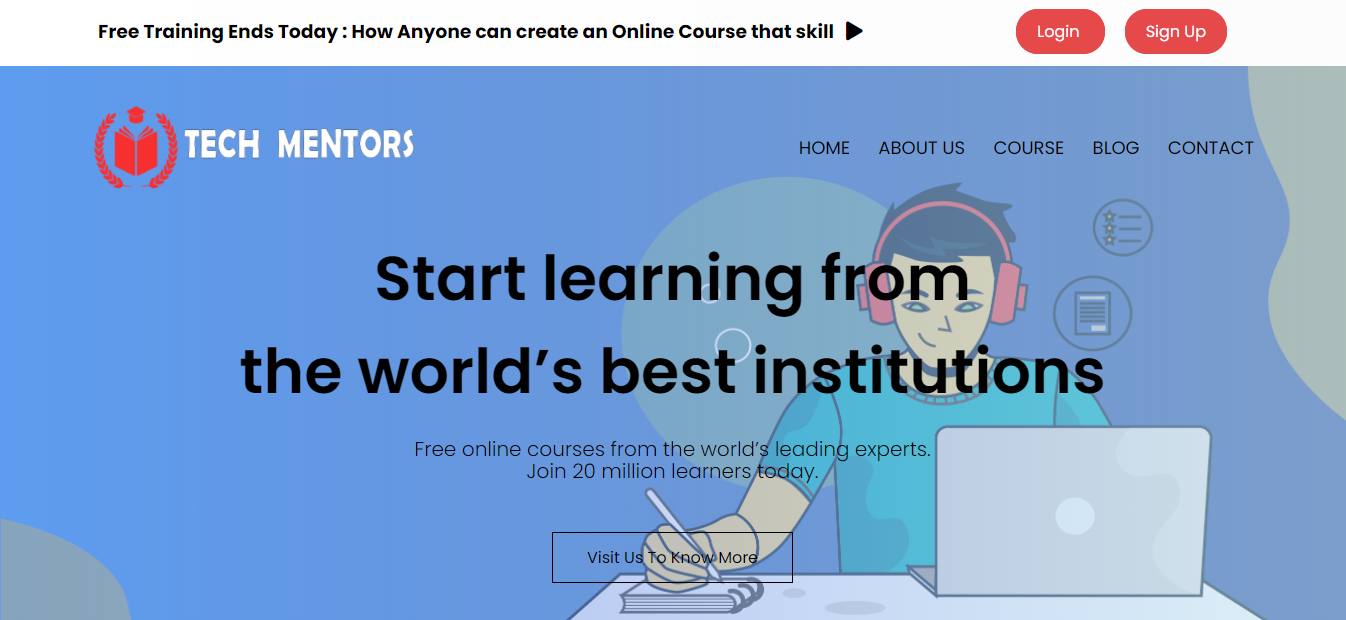 Free Training Ends Today : How Anyone can create an Online Course that skill
Login
Sign Up
TECH MENTORS
HOME
ABOUT US
COURSE
BLOG
CONTACT
Start learning from
the world’s best institutions
Free online courses from the world’s leading experts.
Join 20 million learners today.
Visit Us To Know More